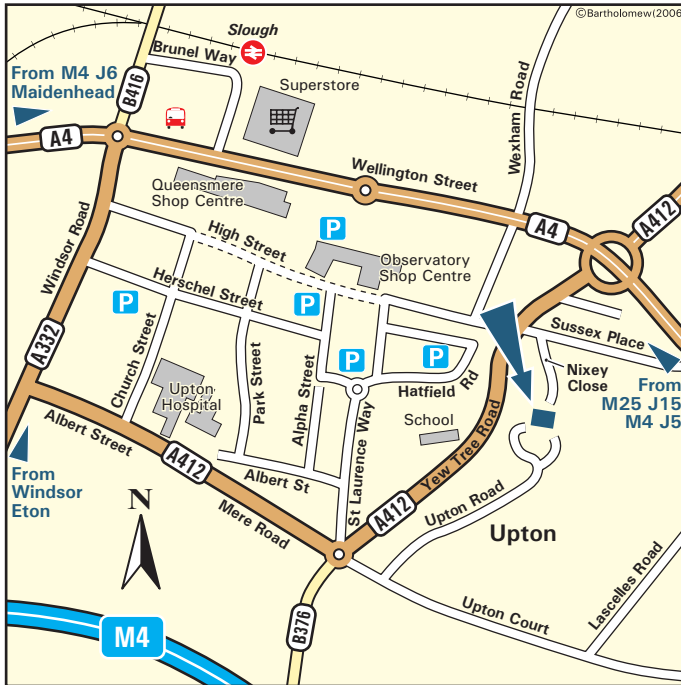 ©Bartholomew(2006
Slough
Brunel Way
From M4 J6
Maidenhead
B416
Superstore
Wexham Road
A4
Wellington Street
Queensmere
Shop Centre
A4
A412
Windsor Road
High Street
P
Observatory
Shop Centre
Herschel Street
P
P
Sussex Place
A332
Church Street
P
P
Nixey
Close
Hatfield
Rd
From
M25 J15
M4 J5
Upton
Hospital
Park Street
Alpha Street
School
Albert Street
St Laurence Way
Yew Tree Road
A412
Albert St
From
Windsor
Eton
N
Mere Road
A412
Upton Road
Upton
M4
B376
Upton Court
Lascelles Road